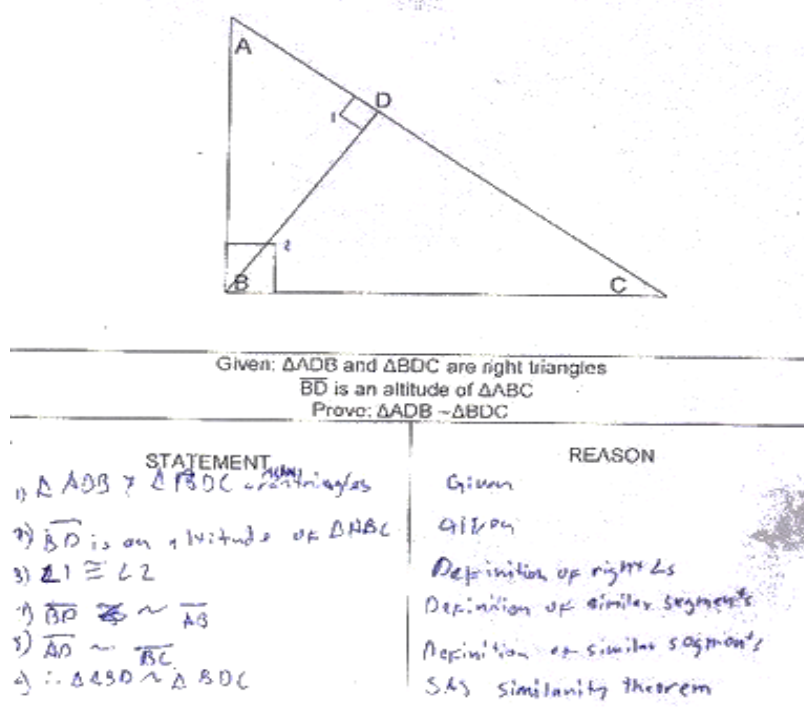 A
D
1
2
B
C
Given: ΔADB and ΔBDC are right triangles
BD is an altitude of ΔABC
Prove: ΔADB ~ΔBDC
STATEMENT
REASON
1) Δ ADB & Δ BDC are right triangles
Given
2) BD is an altitude of ΔABC
Given
3) ∠1 ≅ ∠2
Definition of right ∠s
4) BD ~ AB
Definition of similar segments
5) AD ~ BC
Definition of similar segments
6) ∴ Δ ABD ~ Δ BDC
SAS similarity theorem